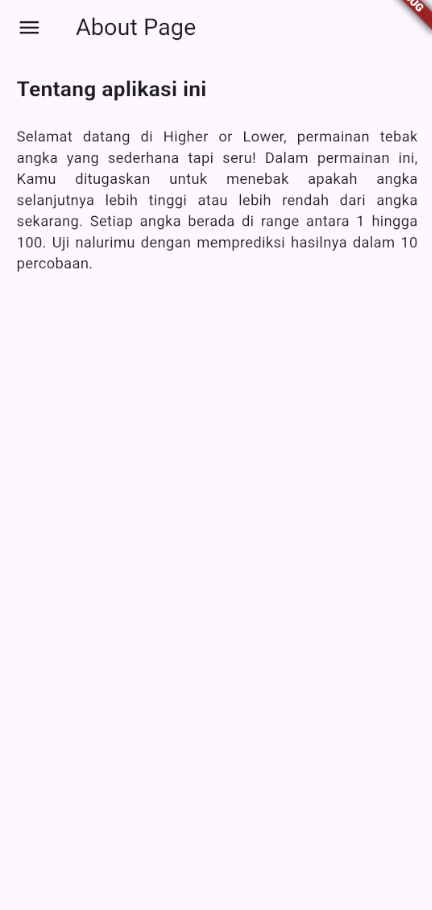 About Page
Tentang aplikasi ini
Selamat datang di Higher or Lower, permainan tebak
angka yang sederhana tapi seru! Dalam permainan ini,
Kamu ditugaskan untuk menebak apakah angka
selanjutnya lebih tinggi atau lebih rendah dari angka
sekarang. Setiap angka berada di range antara 1 hingga
100. Uji nalurimu dengan memprediksi hasilnya dalam 10
percobaan.